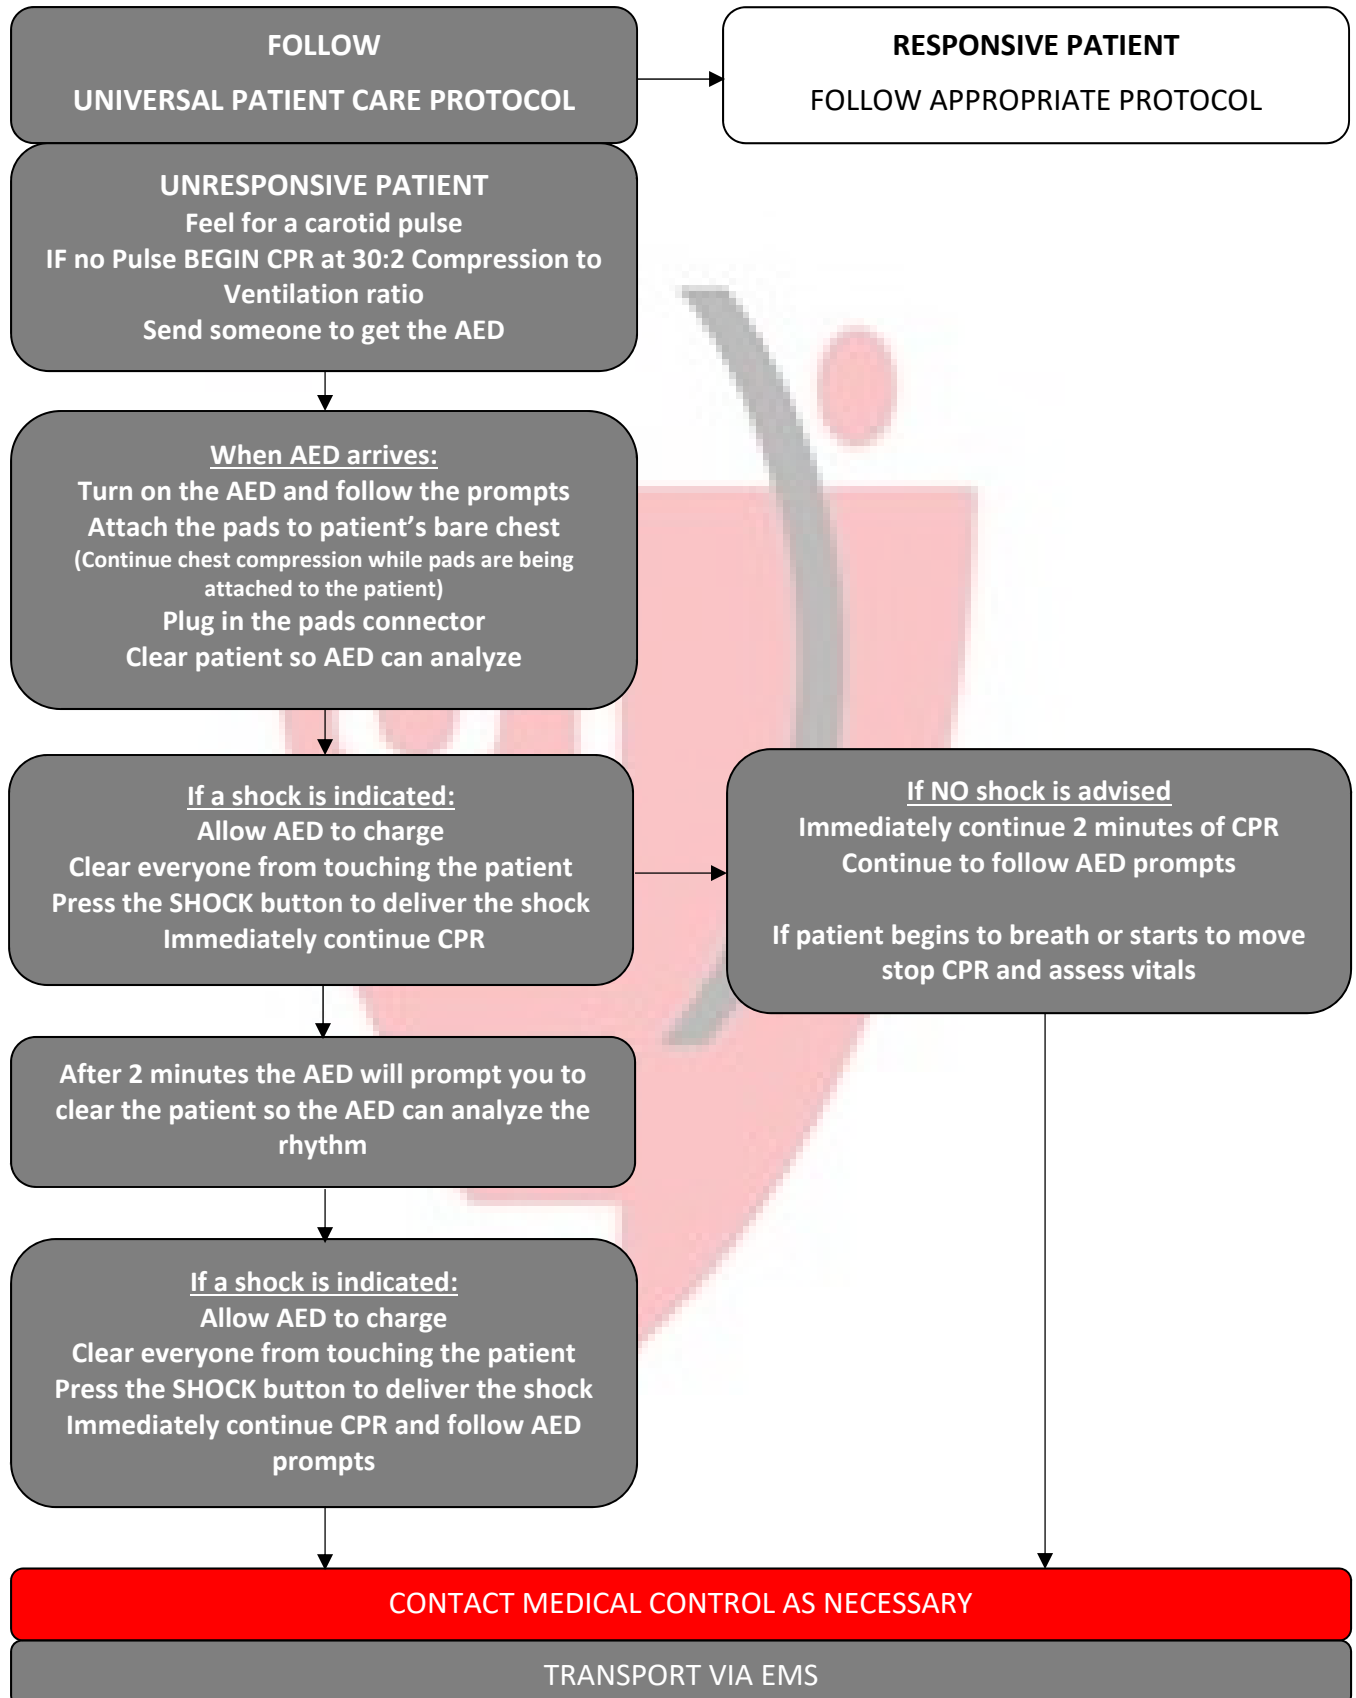 FOLLOW
UNIVERSAL PATIENT CARE PROTOCOL
RESPONSIVE PATIENT
FOLLOW APPROPRIATE PROTOCOL
UNRESPONSIVE PATIENT
Feel for a carotid pulse
IF no Pulse BEGIN CPR at 30:2 Compression to
Ventilation ratio
Send someone to get the AED
When AED arrives:
Turn on the AED and follow the prompts
Attach the pads to patient’s bare chest
(Continue chest compression while pads are being
attached to the patient)
Plug in the pads connector
Clear patient so AED can analyze
If a shock is indicated:
Allow AED to charge
Clear everyone from touching the patient
Press the SHOCK button to deliver the shock
Immediately continue CPR
If NO shock is advised
Immediately continue 2 minutes of CPR
Continue to follow AED prompts
If patient begins to breath or starts to move
stop CPR and assess vitals
After 2 minutes the AED will prompt you to
clear the patient so the AED can analyze the
rhythm
If a shock is indicated:
Allow AED to charge
Clear everyone from touching the patient
Press the SHOCK button to deliver the shock
Immediately continue CPR and follow AED
prompts
CONTACT MEDICAL CONTROL AS NECESSARY
TRANSPORT VIA EMS